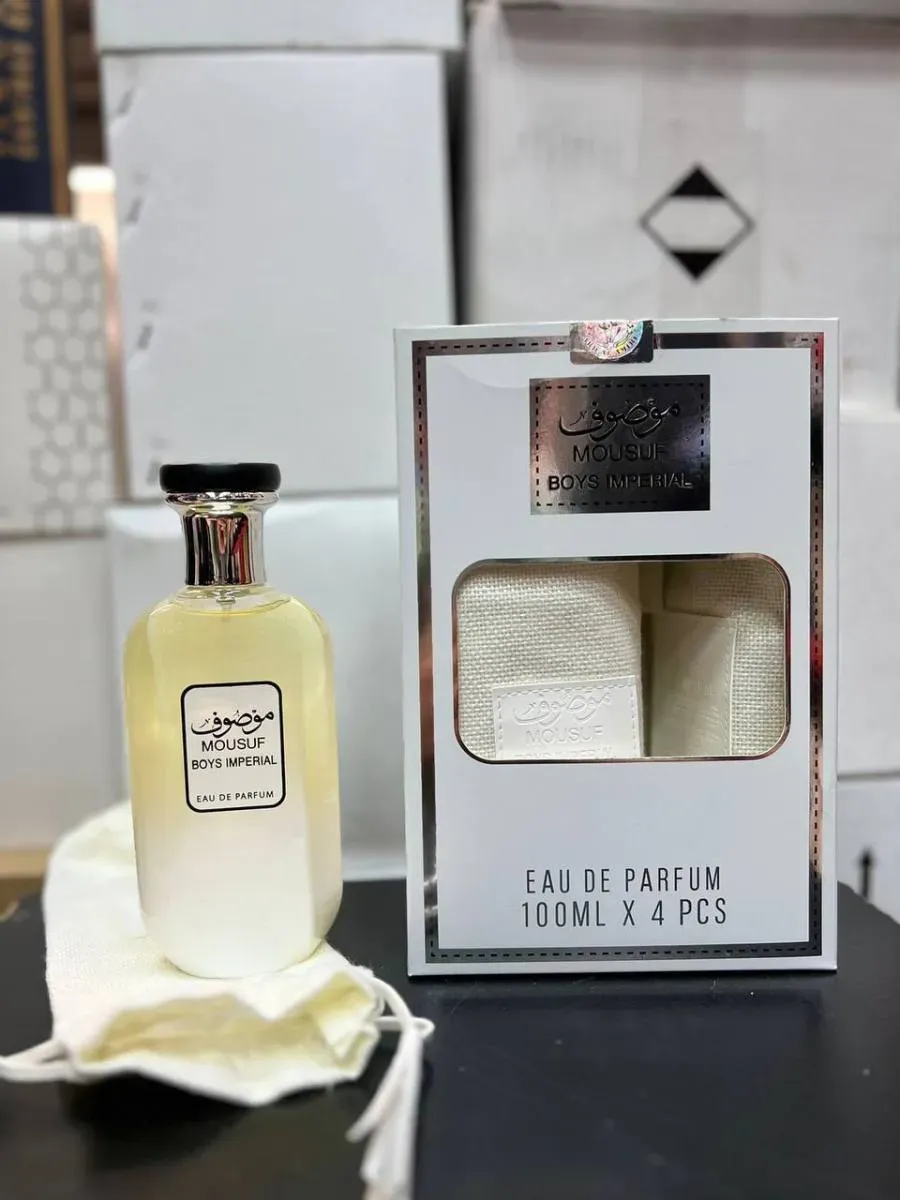 موصوف
MOUSUF
BOYS IMPERIAL
EAU DE PARFUM
موصوف
MOUSUF
BOYS IMPERIAL
موصوف
MOUSUF
EAU DE PARFUM
100ML X 4 PCS